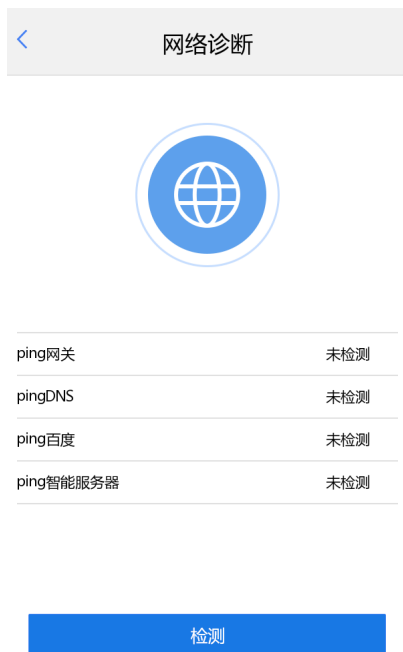 网络诊断
ping网关 未检测
pingDNS 未检测
ping百度 未检测
ping智能服务器 未检测
检测